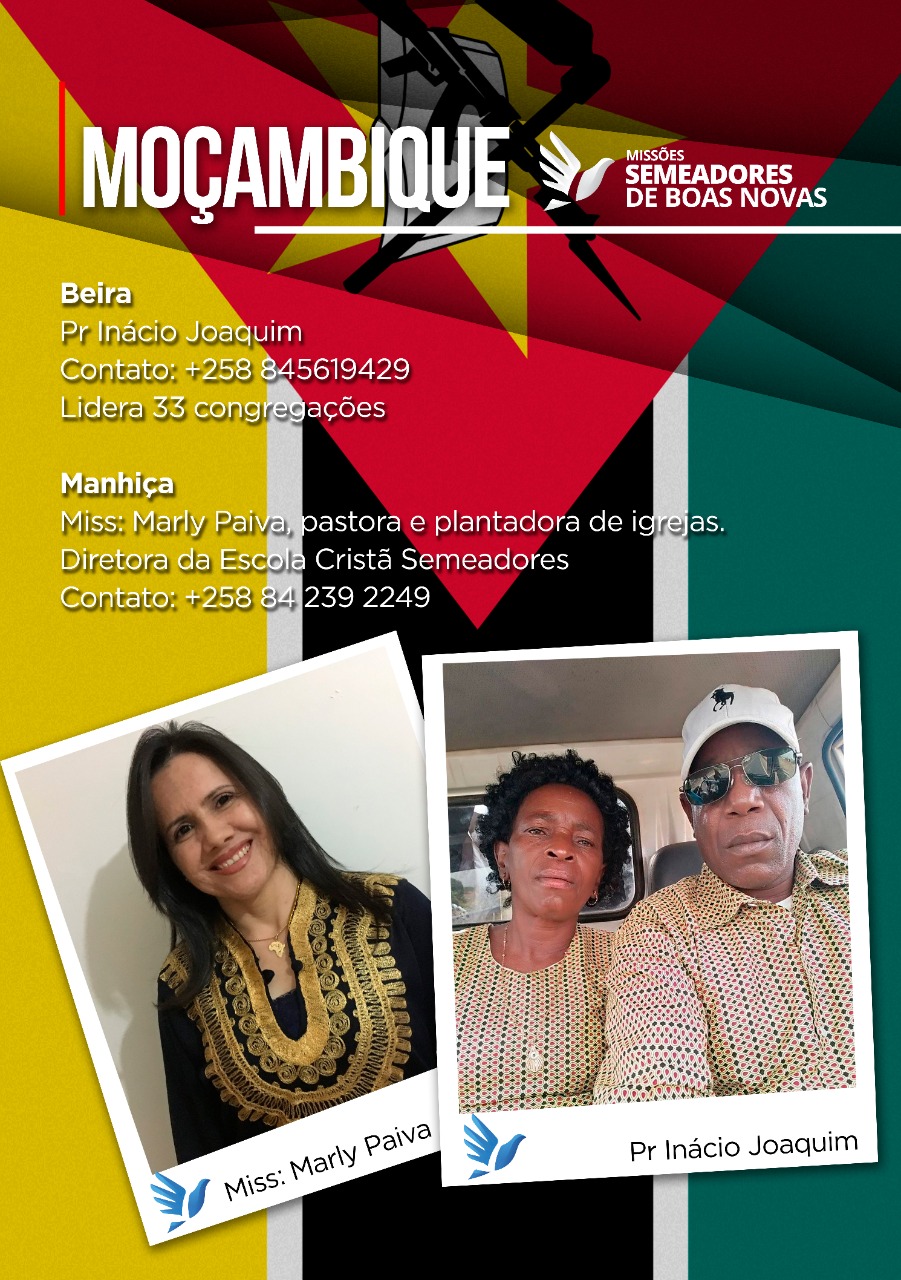 MOÇAMBIQUE
MISSÕES
SEMEADORES
DE BOAS NOVAS
Beira
Pr Inácio Joaquim
Contato: +258 845619429
Lidera 33 congregações
Manhiça
Miss: Marly Paiva, pastora e plantadora de igrejas.
Diretora da Escola Cristã Semeadores
Contato: +258 84 239 2249
Miss: Marly Paiva
Pr Inácio Joaquim